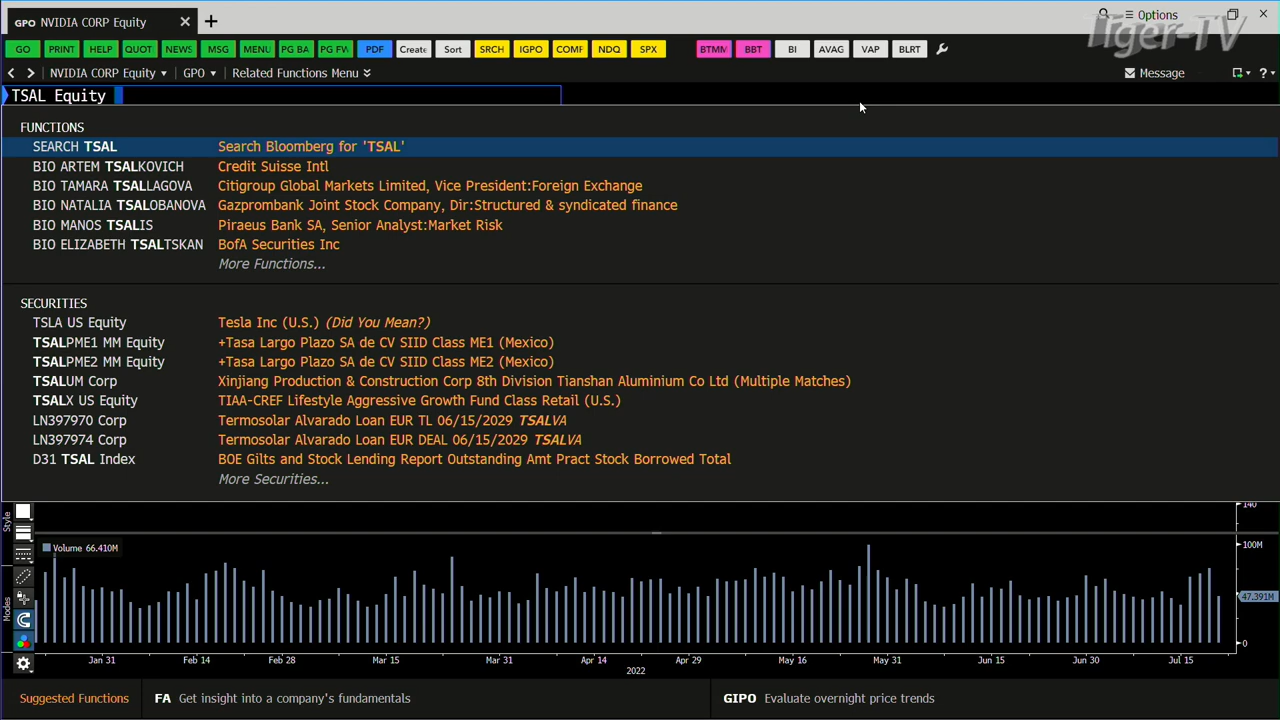 GPO NVIDIA CORP Equity
Options
Tiger-TV
GO PRINT HELP QUOT NEWS MSG MENU PG BA PG FW PDF Create Sort SRCH IGPO COMF NDQ SPX BTMM BBT BI AVAG VAP BLRT
NVIDIA CORP Equity GPO Related Functions Menu Message ?
TSAL Equity
FUNCTIONS
SEARCH TSAL Search Bloomberg for 'TSAL'
BIO ARTEM TSALKOVICH Credit Suisse Intl
BIO TAMARA TSALLAGOVA Citigroup Global Markets Limited, Vice President:Foreign Exchange
BIO NATALIA TSALOBANOVA Gazprombank Joint Stock Company, Dir:Structured & syndicated finance
BIO MANOS TSALIS Piraeus Bank SA, Senior Analyst:Market Risk
BIO ELIZABETH TSALTSKAN BofA Securities Inc
More Functions...
SECURITIES
TSLA US Equity Tesla Inc (U.S.) (Did You Mean?)
TSALPME1 MM Equity +Tasa Largo Plazo SA de CV SIID Class ME1 (Mexico)
TSALPME2 MM Equity +Tasa Largo Plazo SA de CV SIID Class ME2 (Mexico)
TSALUM Corp Xinjiang Production & Construction Corp 8th Division Tianshan Aluminium Co Ltd (Multiple Matches)
TSALX US Equity TIAA-CREF Lifestyle Aggressive Growth Fund Class Retail (U.S.)
LN397970 Corp Termosolar Alvarado Loan EUR TL 06/15/2029 TSALVA
LN397974 Corp Termosolar Alvarado Loan EUR DEAL 06/15/2029 TSALVA
D31 TSAL Index BOE Gilts and Stock Lending Report Outstanding Amt Pract Stock Borrowed Total
More Securities...
Style
140
Volume 66.410M
100M
Modes
47.391M
0
Jan 31 Feb 14 Feb 28 Mar 15 Mar 31 Apr 14 Apr 29 May 16 May 31 Jun 15 Jun 30 Jul 15
2022
Suggested Functions FA Get insight into a company's fundamentals GIPO Evaluate overnight price trends